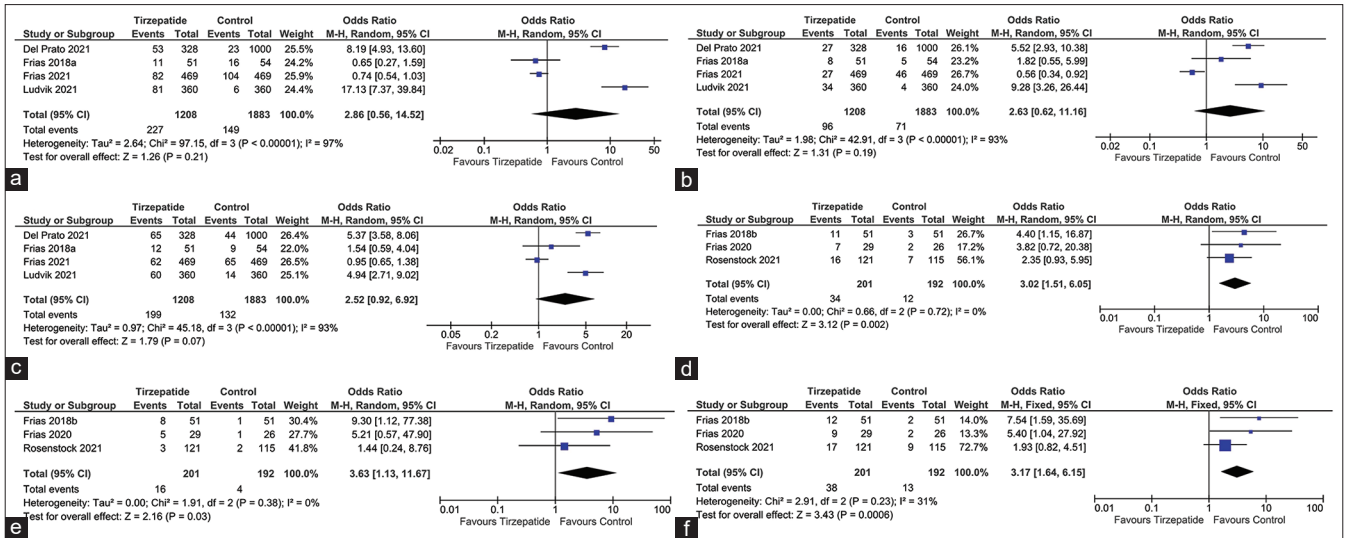 Tirzepatide Control Odds Ratio Odds Ratio
Study or Subgroup Events Total Events Total Weight M-H, Random, 95% CI M-H, Random, 95% CI
Del Prato 2021 53 328 23 1000 25.5% 8.19 [4.93, 13.60]
Frias 2018a 11 51 16 54 24.2% 0.65 [0.27, 1.59]
Frias 2021 82 469 104 469 25.9% 0.74 [0.54, 1.03]
Ludvik 2021 81 360 6 360 24.4% 17.13 [7.37, 39.84]
Total (95% CI) 1208 1883 100.0% 2.86 [0.56, 14.52]
Total events 227 149
Heterogeneity: Tau² = 2.64; Chi² = 97.15, df = 3 (P < 0.00001); I² = 97%
Test for overall effect: Z = 1.26 (P = 0.21)
0.02 0.1 1 10 50
Favours Tirzepatide Favours Control
a
Tirzepatide Control Odds Ratio Odds Ratio
Study or Subgroup Events Total Events Total Weight M-H, Random, 95% CI M-H, Random, 95% CI
Del Prato 2021 27 328 16 1000 26.1% 5.52 [2.93, 10.38]
Frias 2018a 8 51 5 54 23.2% 1.82 [0.55, 5.99]
Frias 2021 27 469 46 469 26.7% 0.56 [0.34, 0.92]
Ludvik 2021 34 360 4 360 24.0% 9.28 [3.26, 26.44]
Total (95% CI) 1208 1883 100.0% 2.63 [0.62, 11.16]
Total events 96 71
Heterogeneity: Tau² = 1.98; Chi² = 42.91, df = 3 (P < 0.00001); I² = 93%
Test for overall effect: Z = 1.31 (P = 0.19)
0.02 0.1 1 10 50
Favours Tirzepatide Favours Control
b
Tirzepatide Control Odds Ratio Odds Ratio
Study or Subgroup Events Total Events Total Weight M-H, Random, 95% CI M-H, Random, 95% CI
Del Prato 2021 65 328 44 1000 26.4% 5.37 [3.58, 8.06]
Frias 2018a 12 51 9 54 22.0% 1.54 [0.59, 4.04]
Frias 2021 62 469 65 469 26.5% 0.95 [0.65, 1.38]
Ludvik 2021 60 360 14 360 25.1% 4.94 [2.71, 9.02]
Total (95% CI) 1208 1883 100.0% 2.52 [0.92, 6.92]
Total events 199 132
Heterogeneity: Tau² = 0.97; Chi² = 45.18, df = 3 (P < 0.00001); I² = 93%
Test for overall effect: Z = 1.79 (P = 0.07)
0.05 0.2 1 5 20
Favours Tirzepatide Favours Control
c
Tirzepatide Control Odds Ratio Odds Ratio
Study or Subgroup Events Total Events Total Weight M-H, Random, 95% CI M-H, Random, 95% CI
Frias 2018b 11 51 3 51 26.7% 4.40 [1.15, 16.87]
Frias 2020 7 29 2 26 17.2% 3.82 [0.72, 20.38]
Rosenstock 2021 16 121 7 115 56.1% 2.35 [0.93, 5.95]
Total (95% CI) 201 192 100.0% 3.02 [1.51, 6.05]
Total events 34 12
Heterogeneity: Tau² = 0.00; Chi² = 0.66, df = 2 (P = 0.72); I² = 0%
Test for overall effect: Z = 3.12 (P = 0.002)
0.01 0.1 1 10 100
Favours Tirzepatide Favours Control
d
Tirzepatide Control Odds Ratio Odds Ratio
Study or Subgroup Events Total Events Total Weight M-H, Random, 95% CI M-H, Random, 95% CI
Frias 2018b 8 51 1 51 30.4% 9.30 [1.12, 77.38]
Frias 2020 5 29 1 26 27.7% 5.21 [0.57, 47.90]
Rosenstock 2021 3 121 2 115 41.8% 1.44 [0.24, 8.76]
Total (95% CI) 201 192 100.0% 3.63 [1.13, 11.67]
Total events 16 4
Heterogeneity: Tau² = 0.00; Chi² = 1.91, df = 2 (P = 0.38); I² = 0%
Test for overall effect: Z = 2.16 (P = 0.03)
0.01 0.1 1 10 100
Favours Tirzepatide Favours Control
e
Tirzepatide Control Odds Ratio Odds Ratio
Study or Subgroup Events Total Events Total Weight M-H, Fixed, 95% CI M-H, Fixed, 95% CI
Frias 2018b 12 51 2 51 14.0% 7.54 [1.59, 35.69]
Frias 2020 9 29 2 26 13.3% 5.40 [1.04, 27.92]
Rosenstock 2021 17 121 9 115 72.7% 1.93 [0.82, 4.51]
Total (95% CI) 201 192 100.0% 3.17 [1.64, 6.15]
Total events 38 13
Heterogeneity: Chi² = 2.91, df = 2 (P = 0.23); I² = 31%
Test for overall effect: Z = 3.43 (P = 0.0006)
0.01 0.1 1 10 100
Favours Tirzepatide Favours Control
f